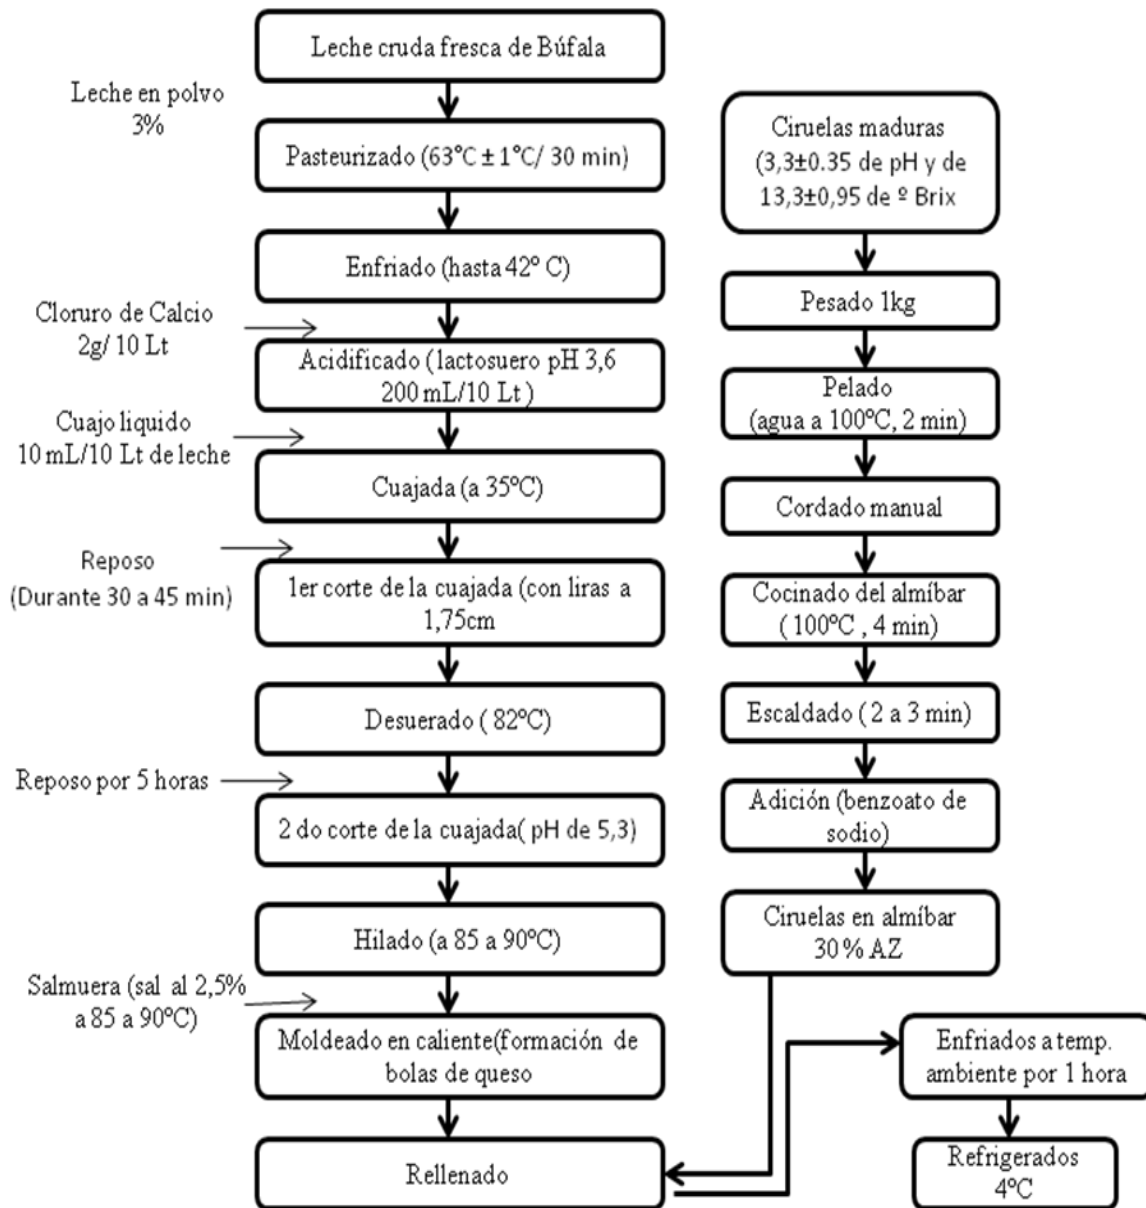 Leche cruda fresca de Búfala
Leche en polvo
3%
Pasteurizado (63°C ± 1°C/ 30 min)
Enfriado (hasta 42º C)
Cloruro de Calcio
2g/ 10 Lt
Acidificado (lactosuero pH 3,6
200 mL/10 Lt )
Cuajo liquido
10 mL/10 Lt de leche
Cuajada (a 35ºC)
Reposo
(Durante 30 a 45 min)
1er corte de la cuajada (con liras a
1,75cm
Desuerado ( 82ºC)
Reposo por 5 horas
2 do corte de la cuajada( pH de 5,3)
Hilado (a 85 a 90ºC)
Salmuera (sal al 2,5%
a 85 a 90ºC)
Moldeado en caliente(formación de
bolas de queso
Rellenado
Ciruelas maduras
(3,3±0.35 de pH y de
13,3±0,95 de º Brix
Pesado 1kg
Pelado
(agua a 100ºC, 2 min)
Cordado manual
Cocinado del almíbar
( 100ºC , 4 min)
Escaldado ( 2 a 3 min)
Adición (benzoato de
sodio)
Ciruelas en almíbar
30 % AZ
Enfriados a temp.
ambiente por 1 hora
Refrigerados
4ºC